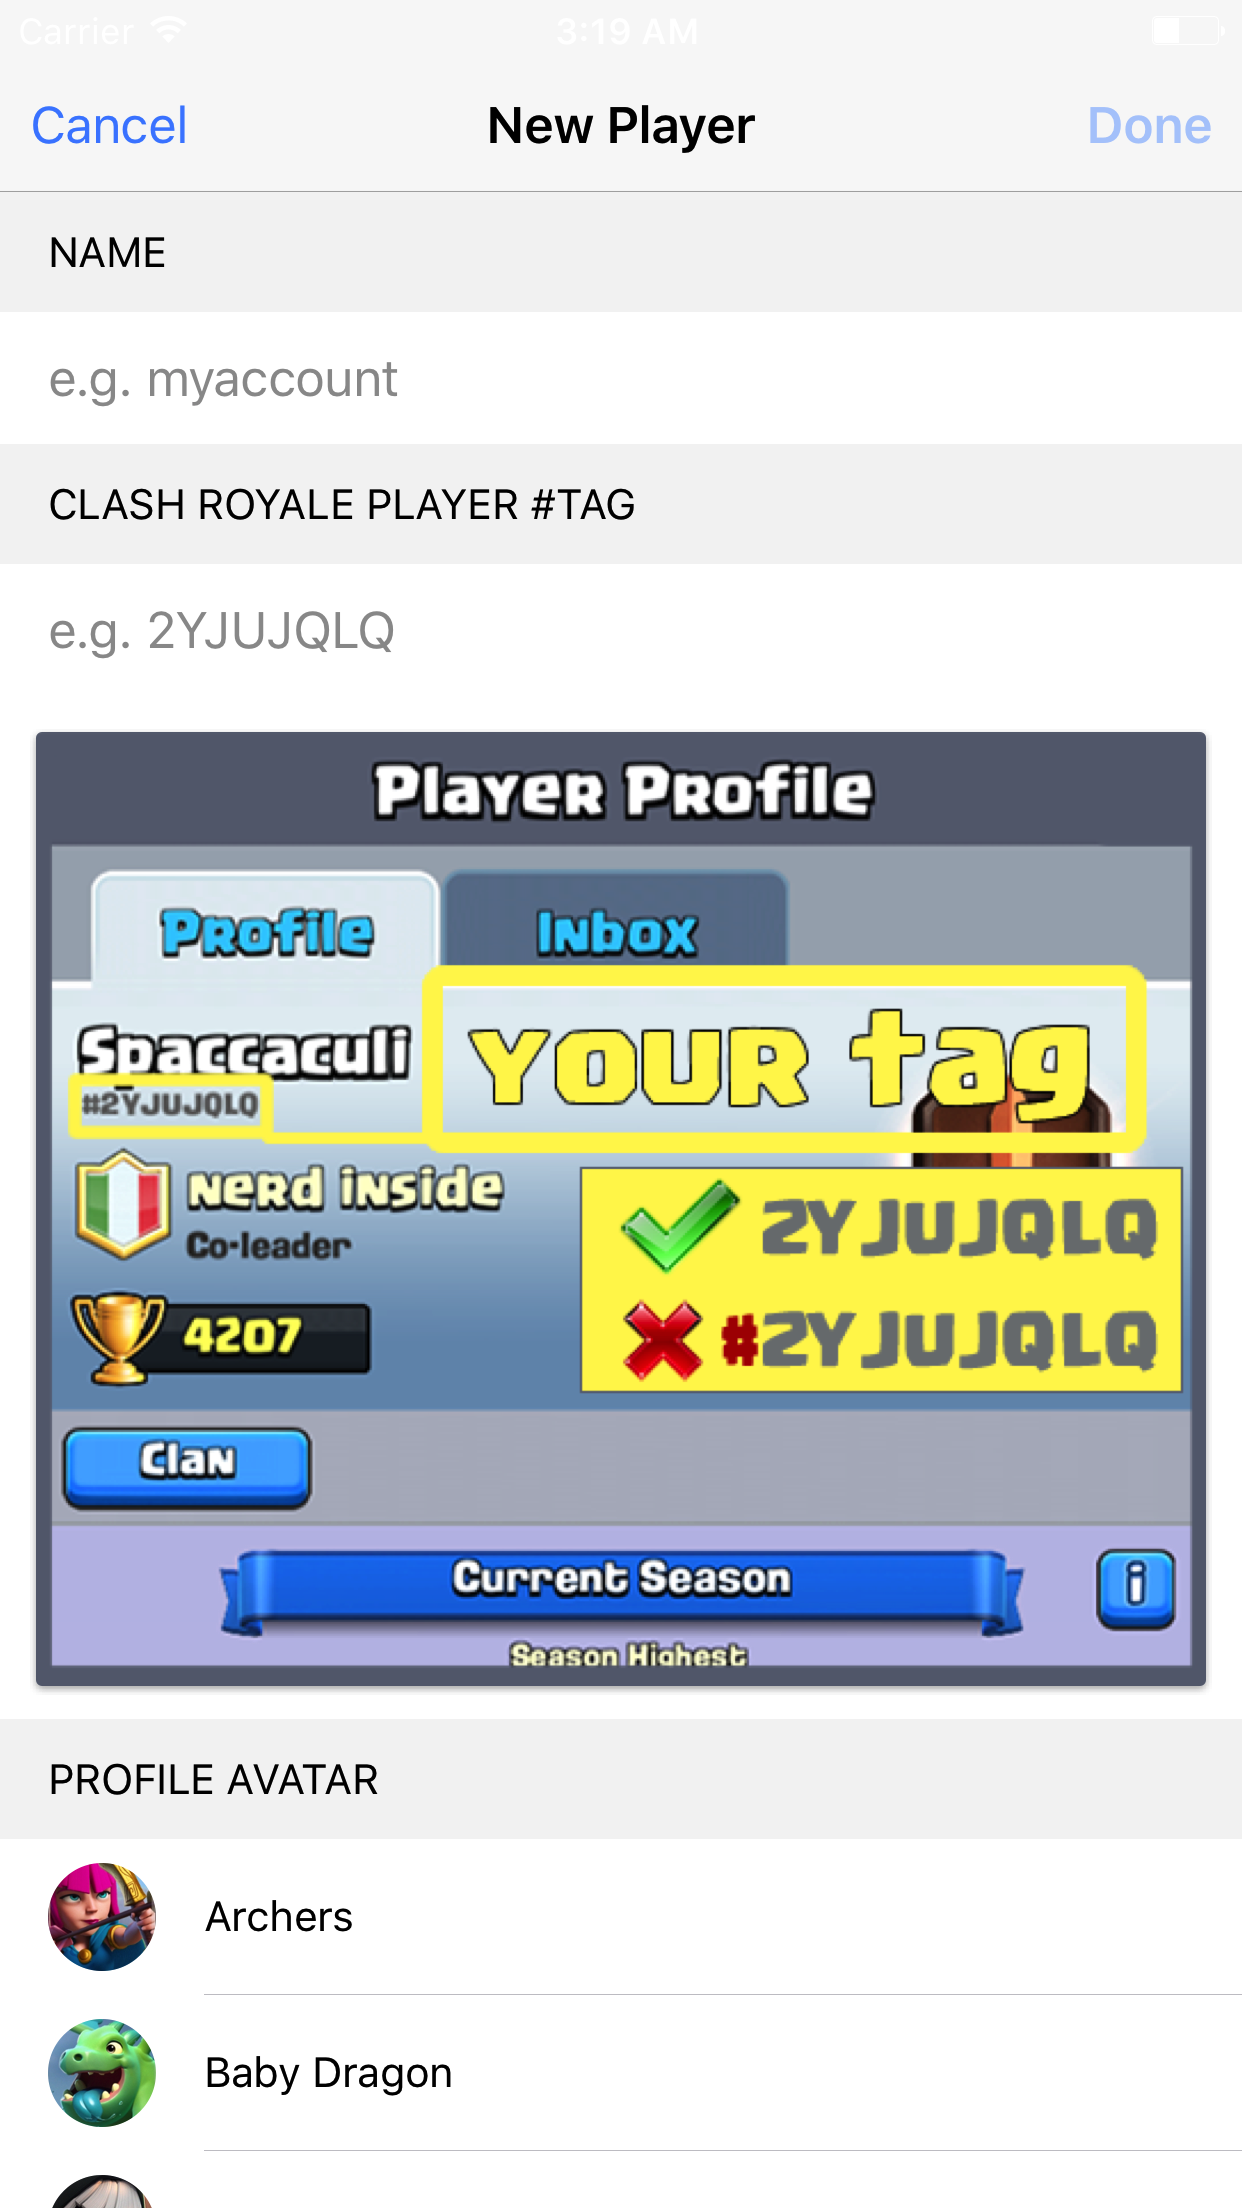 Carrier 3:19 AM
Cancel New Player Done
NAME
e.g. myaccount
CLASH ROYALE PLAYER #TAG
e.g. 2YJUJQLQ
Player Profile
Profile Inbox
Spaccaculi
#2YJUJQLQ
YOUR tag
Nerd inside
Co-leader
2YJUJQLQ
#2YJUJQLQ
4207
Clan
Current Season
i
Season Highest
PROFILE AVATAR
Archers
Baby Dragon